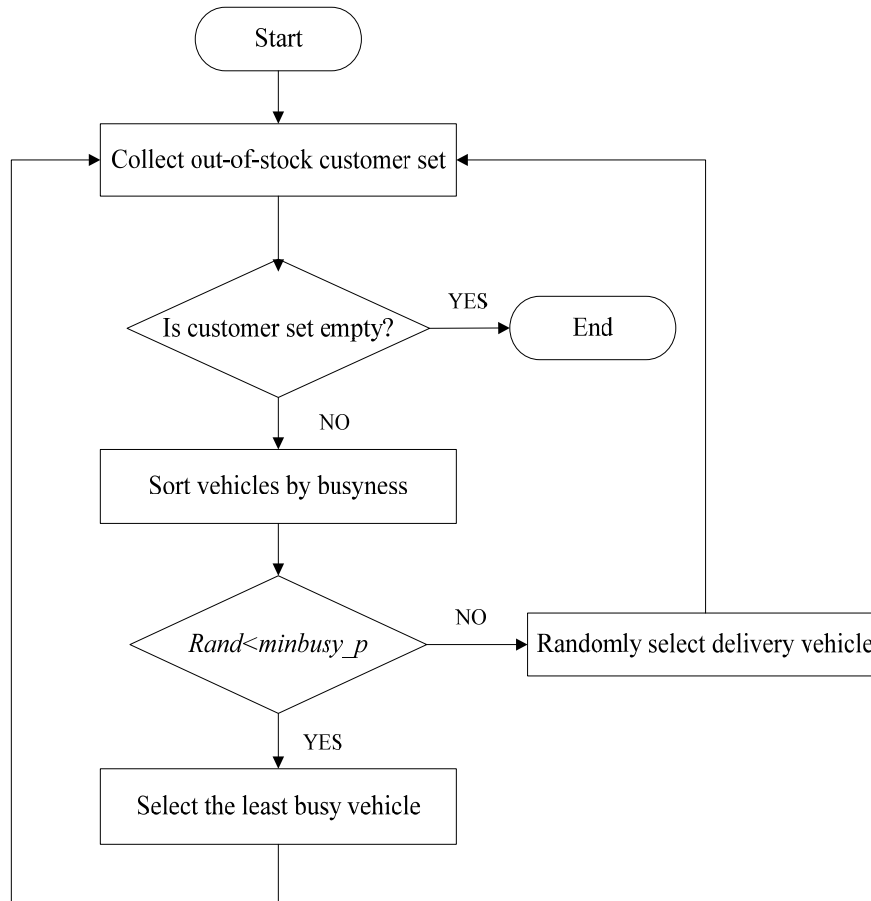 Start
Collect out-of-stock customer set
Is customer set empty?
YES
End
NO
Sort vehicles by busyness
Rand<minbusy_p
NO
Randomly select delivery vehicle
YES
Select the least busy vehicle